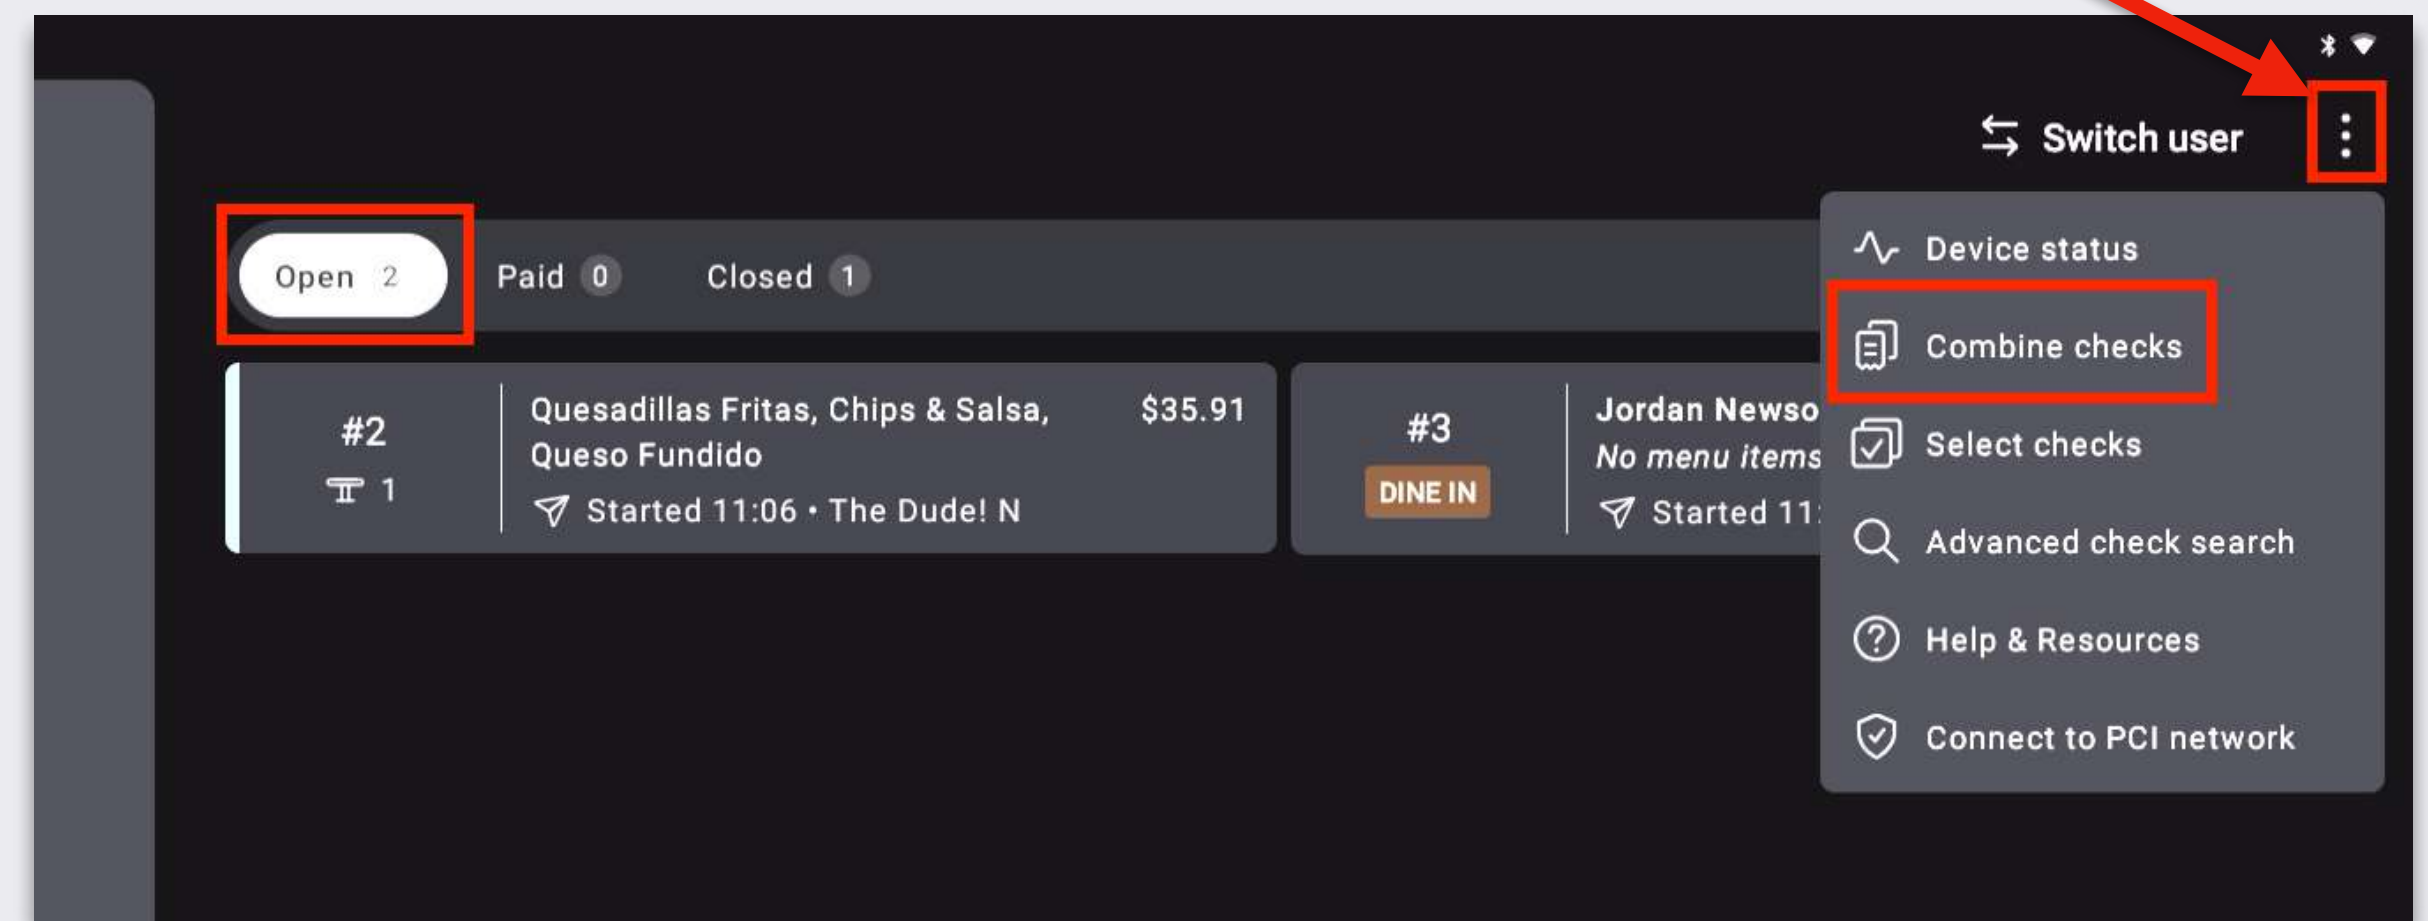 Switch user
Open 2
Paid 0
Closed 1
Device status
Combine checks
Select checks
Advanced check search
Help & Resources
Connect to PCI network
#2
1
Quesadillas Fritas, Chips & Salsa,
Queso Fundido
$35.91
Started 11:06 • The Dude! N
#3
DINE IN
Jordan Newso
No menu items
Started 11: